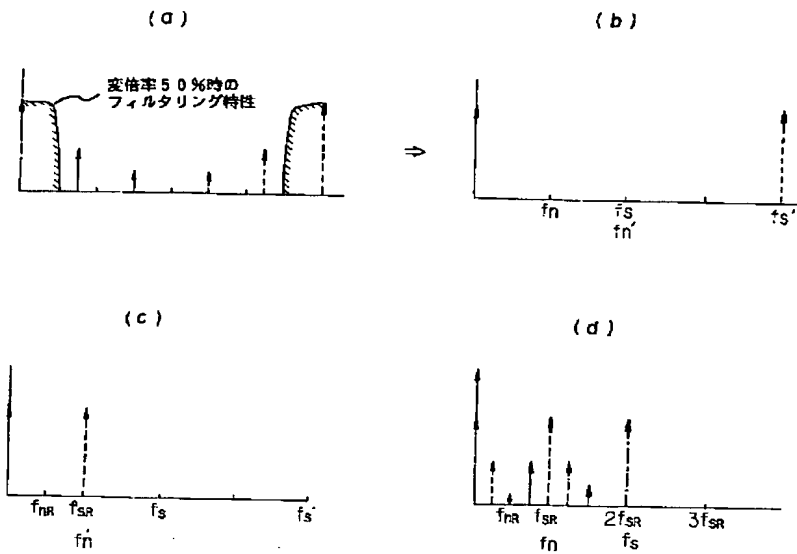 (a)
変倍率50%時の
フィルタリング特性
⇒
(b)
fn
fs
fs'
fn'
(c)
fnR
fSR
fs
fs'
fn'
(d)
fnR
fSR
2fSR
3fSR
fn
fs